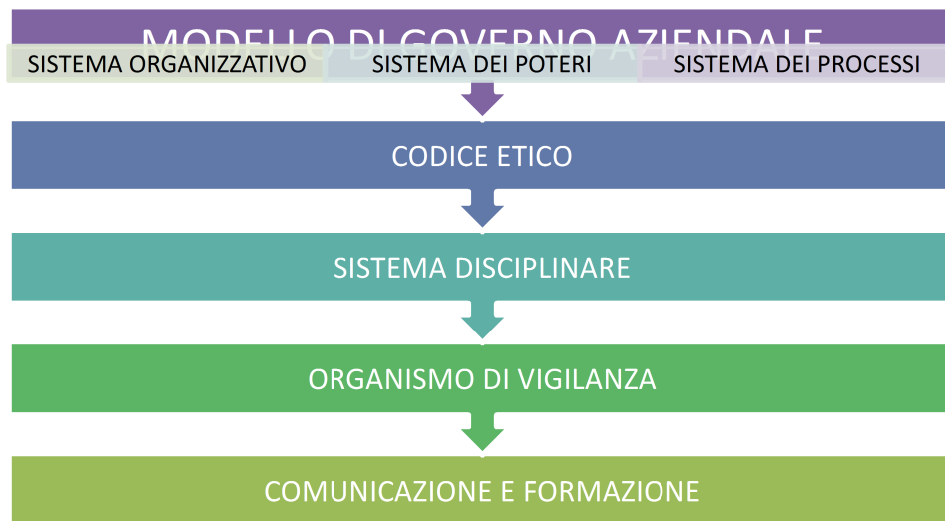 MODELLO DI GOVERNO AZIENDALE
SISTEMA ORGANIZZATIVO
SISTEMA DEI POTERI
SISTEMA DEI PROCESSI
CODICE ETICO
SISTEMA DISCIPLINARE
ORGANISMO DI VIGILANZA
COMUNICAZIONE E FORMAZIONE